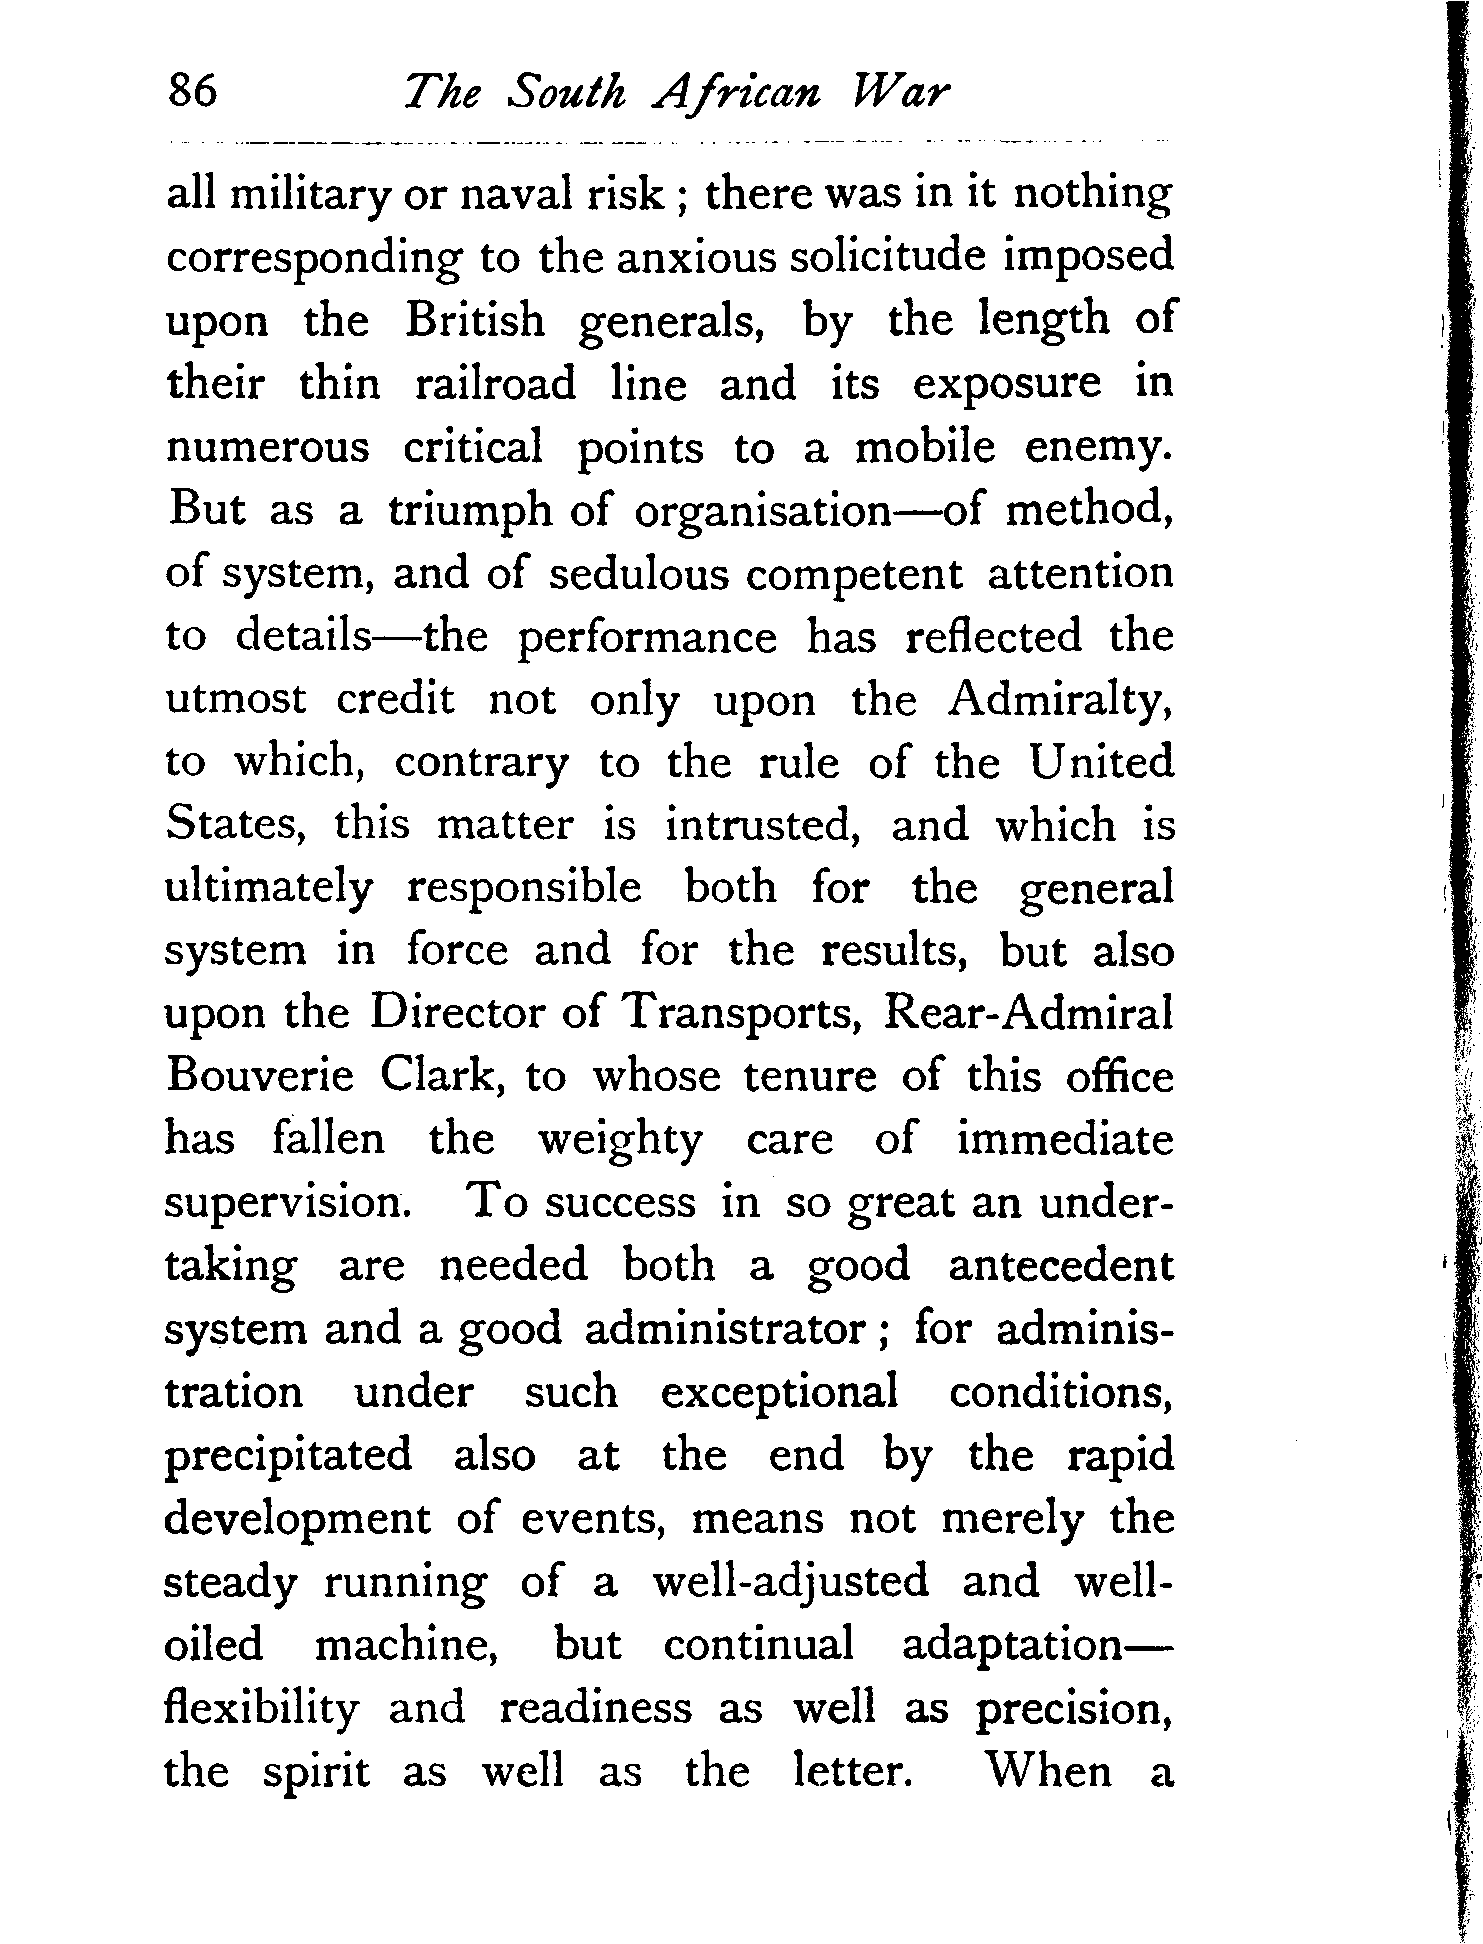 86 The South African War
all military or naval risk ; there was in it nothing
corresponding to the anxious solicitude imposed
upon the British generals, by the length of
their thin railroad line and its exposure in
numerous critical points to a mobile enemy.
But as a triumph of organisation—of method,
of system, and of sedulous competent attention
to details—the performance has reflected the
utmost credit not only upon the Admiralty,
to which, contrary to the rule of the United
States, this matter is intrusted, and which is
ultimately responsible both for the general
system in force and for the results, but also
upon the Director of Transports, Rear-Admiral
Bouverie Clark, to whose tenure of this office
has fallen the weighty care of immediate
supervision. To success in so great an under-
taking are needed both a good antecedent
system and a good administrator ; for adminis-
tration under such exceptional conditions,
precipitated also at the end by the rapid
development of events, means not merely the
steady running of a well-adjusted and well-
oiled machine, but continual adaptation—
flexibility and readiness as well as precision,
the spirit as well as the letter. When a